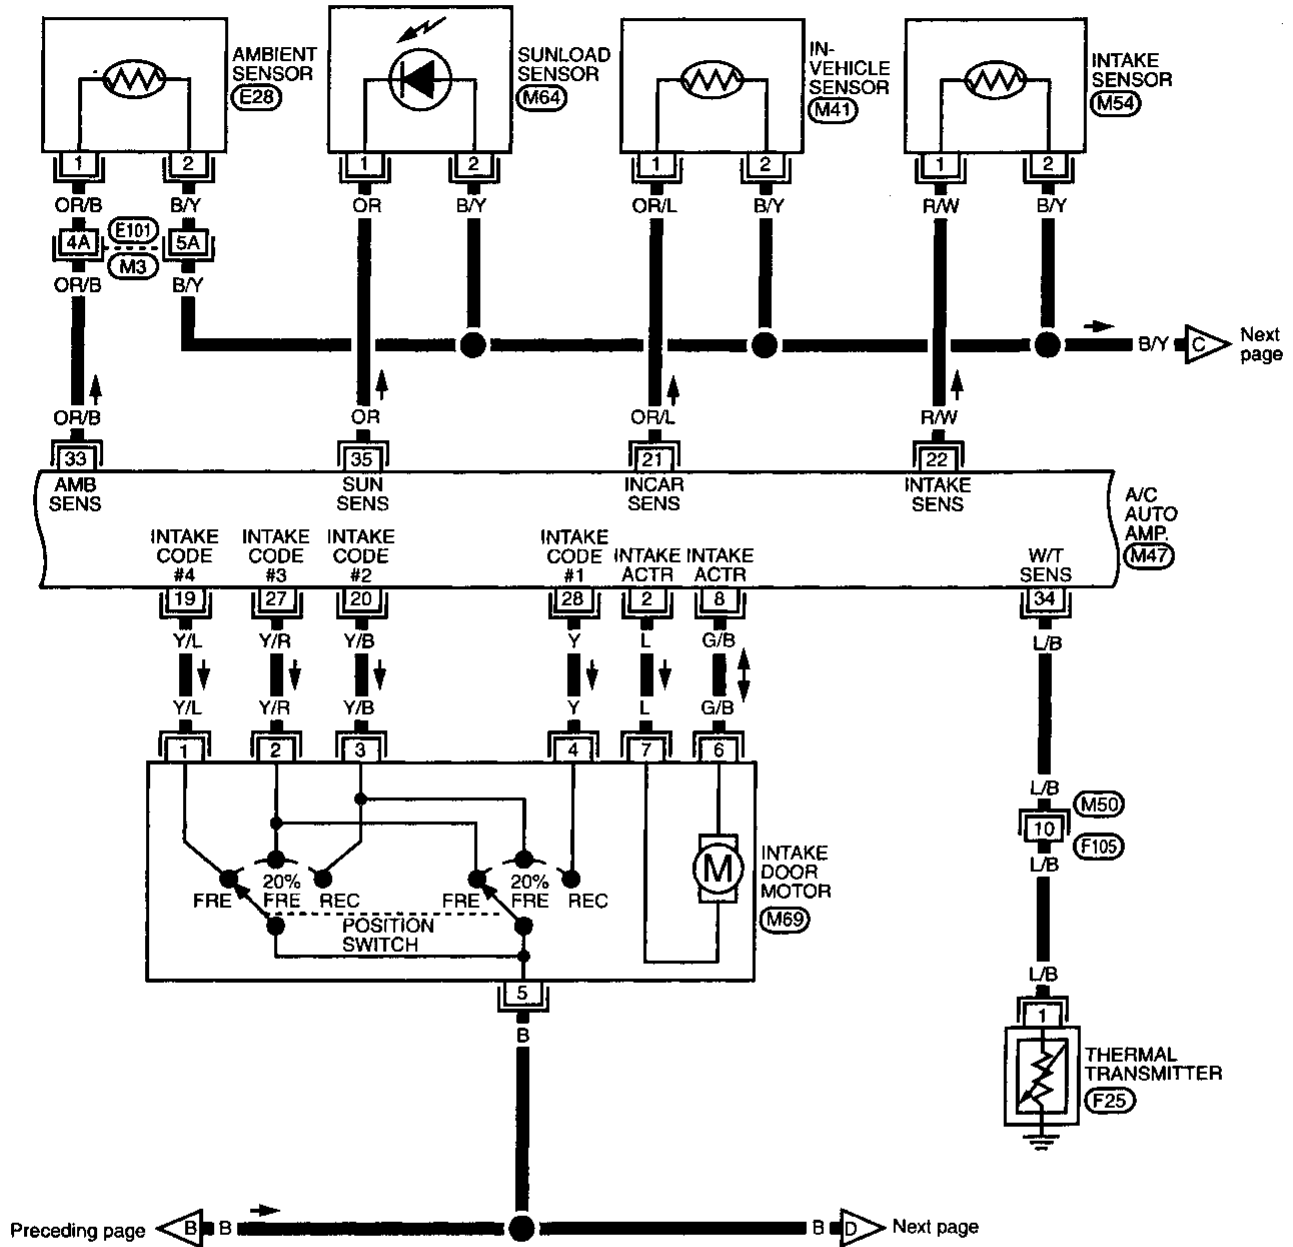 AMBIENT
SENSOR
E28
SUNLOAD
SENSOR
M64
IN-
VEHICLE
SENSOR
M41
INTAKE
SENSOR
M54
1 2 1 2 1 2 1 2
OR/B B/Y OR B/Y OR/L B/Y R/W B/Y
4A E101 5A
M3
OR/B B/Y
B/Y C Next
page
OR/B OR OR/L R/W
33 35 21 22
AMB
SENS
SUN
SENS
INCAR
SENS
INTAKE
SENS
A/C
AUTO
AMP.
M47
INTAKE
CODE
#4
INTAKE
CODE
#3
INTAKE
CODE
#2
INTAKE
CODE
#1
INTAKE
ACTR
INTAKE
ACTR
W/T
SENS
19 27 20 28 2 8 34
Y/L Y/R Y/B Y L G/B L/B
Y/L Y/R Y/B Y L G/B
1 2 3 4 7 6
L/B
M50
10
F105
L/B
M
INTAKE
DOOR
MOTOR
M69
FRE 20%
FRE REC
FRE 20%
FRE REC
POSITION
SWITCH
L/B
5
1
B
THERMAL
TRANSMITTER
F25
Preceding page B B B D Next page